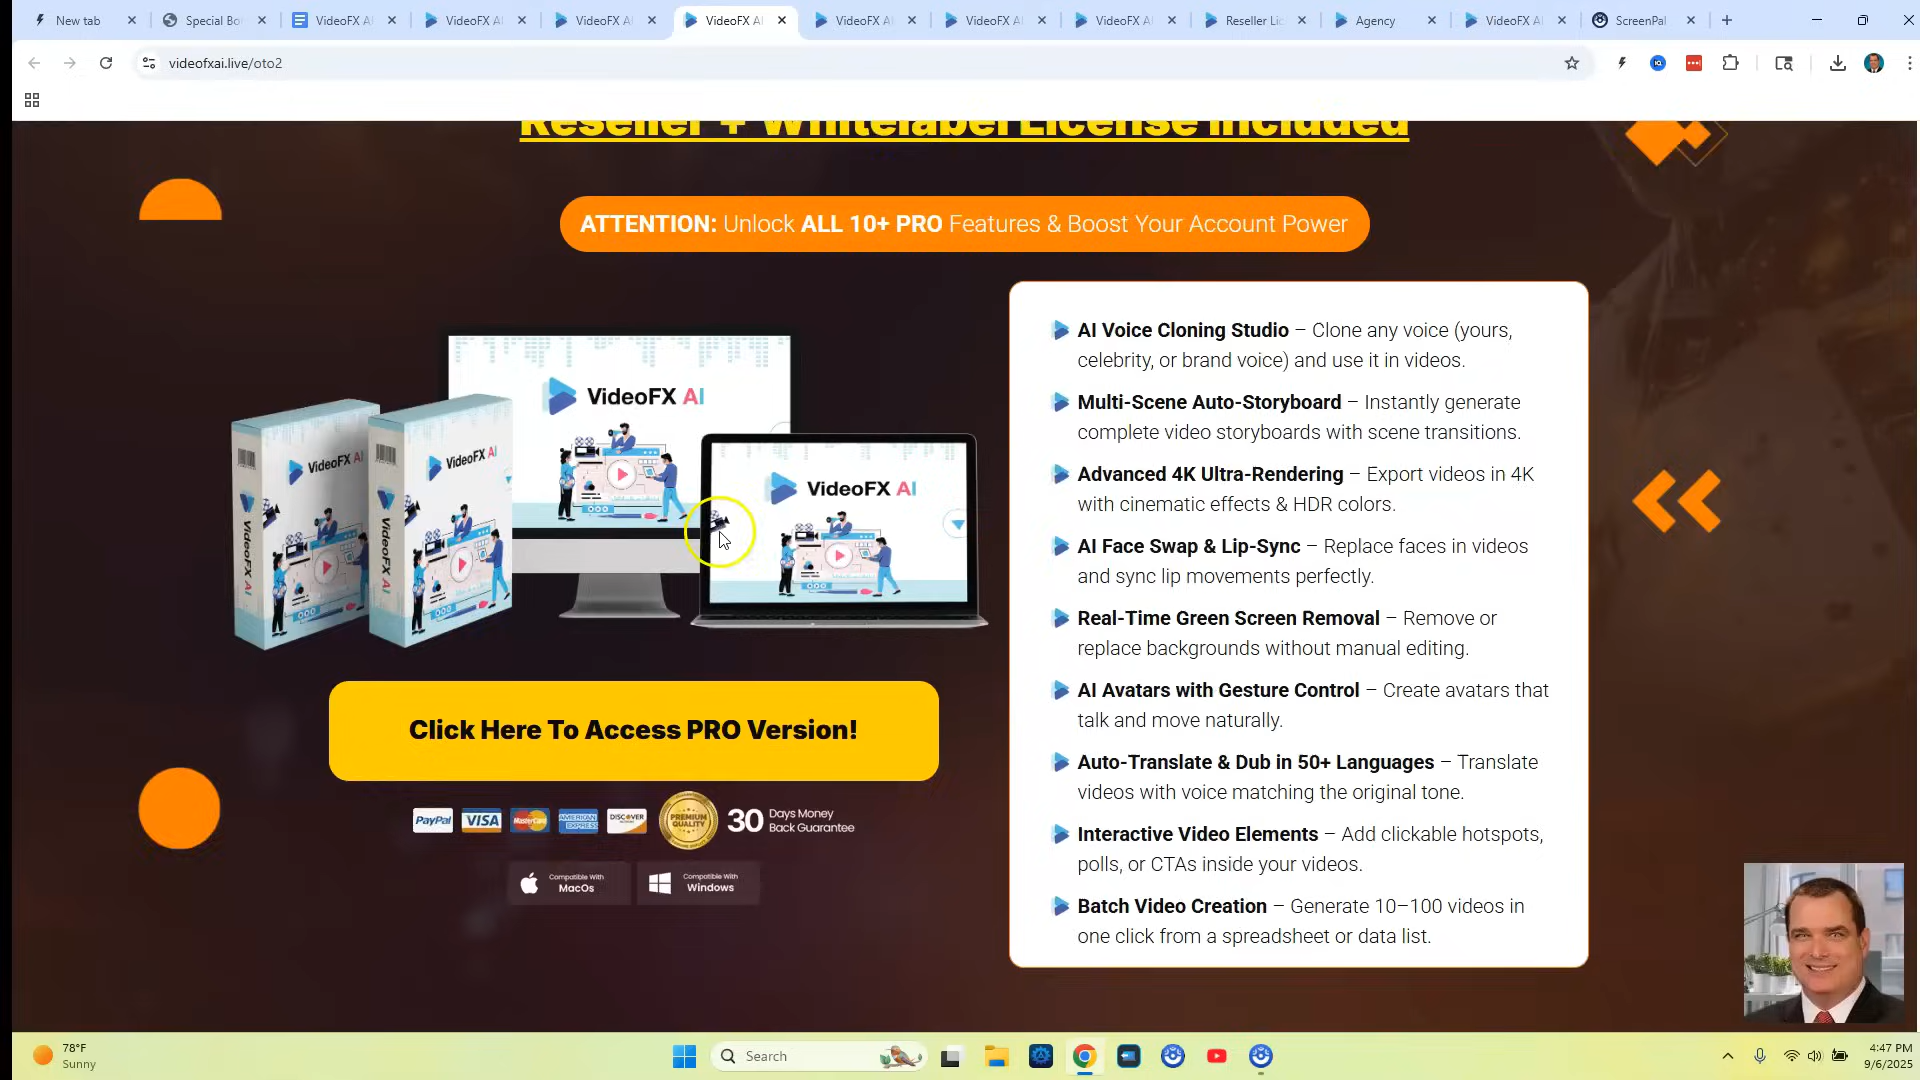 New tab
Special Bo
VideoFX AI
VideoFX A
VideoFX AI
VideoFX AI
VideoFX AI
VideoFX AI
VideoFX AI
Reseller Lic
Agency
VideoFX AI
ScreenPal
videofxai.live/oto2
Reseller + Whitelabel License Included
ATTENTION: Unlock ALL 10+ PRO Features & Boost Your Account Power
VideoFX AI
VideoFX AI
VideoFX AI
VideoFX AI
VideoFX AI
VideoFX AI
Click Here To Access PRO Version!
PayPal
VISA
MasterCard
AMERICAN EXPRESS
DISCOVER
PREMIUM QUALITY
30 Days Money
Back Guarantee
Compatible With
MacOs
Compatible With
Windows
AI Voice Cloning Studio – Clone any voice (yours,
celebrity, or brand voice) and use it in videos.
Multi-Scene Auto-Storyboard – Instantly generate
complete video storyboards with scene transitions.
Advanced 4K Ultra-Rendering – Export videos in 4K
with cinematic effects & HDR colors.
AI Face Swap & Lip-Sync – Replace faces in videos
and sync lip movements perfectly.
Real-Time Green Screen Removal – Remove or
replace backgrounds without manual editing.
AI Avatars with Gesture Control – Create avatars that
talk and move naturally.
Auto-Translate & Dub in 50+ Languages – Translate
videos with voice matching the original tone.
Interactive Video Elements – Add clickable hotspots,
polls, or CTAs inside your videos.
Batch Video Creation – Generate 10–100 videos in
one click from a spreadsheet or data list.
78°F
Sunny
Search
4:47 PM
9/6/2025